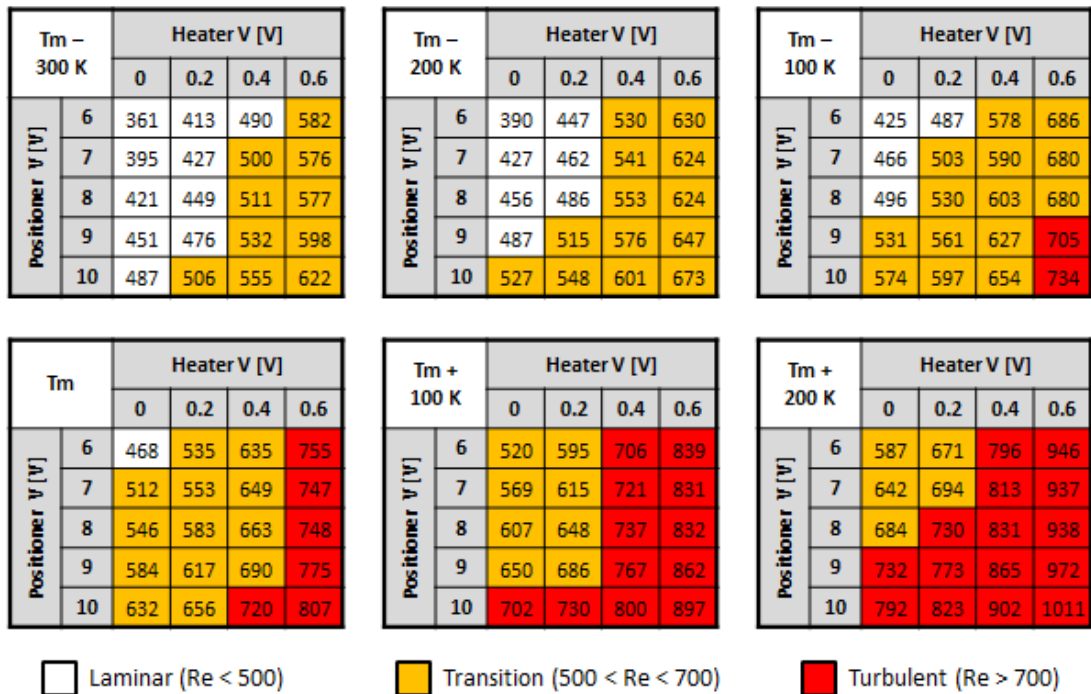 Tm – 300 K Heater V [V]
0 0.2 0.4 0.6
Positioner V [V]
6 361 413 490 582
7 395 427 500 576
8 421 449 511 577
9 451 476 532 598
10 487 506 555 622
Tm – 200 K Heater V [V]
0 0.2 0.4 0.6
Positioner V [V]
6 390 447 530 630
7 427 462 541 624
8 456 486 553 624
9 487 515 576 647
10 527 548 601 673
Tm – 100 K Heater V [V]
0 0.2 0.4 0.6
Positioner V [V]
6 425 487 578 686
7 466 503 590 680
8 496 530 603 680
9 531 561 627 705
10 574 597 654 734
Tm Heater V [V]
0 0.2 0.4 0.6
Positioner V [V]
6 468 535 635 755
7 512 553 649 747
8 546 583 663 748
9 584 617 690 775
10 632 656 720 807
Tm + 100 K Heater V [V]
0 0.2 0.4 0.6
Positioner V [V]
6 520 595 706 839
7 569 615 721 831
8 607 648 737 832
9 650 686 767 862
10 702 730 800 897
Tm + 200 K Heater V [V]
0 0.2 0.4 0.6
Positioner V [V]
6 587 671 796 946
7 642 694 813 937
8 684 730 831 938
9 732 773 865 972
10 792 823 902 1011
Laminar (Re < 500) Transition (500 < Re < 700) Turbulent (Re > 700)